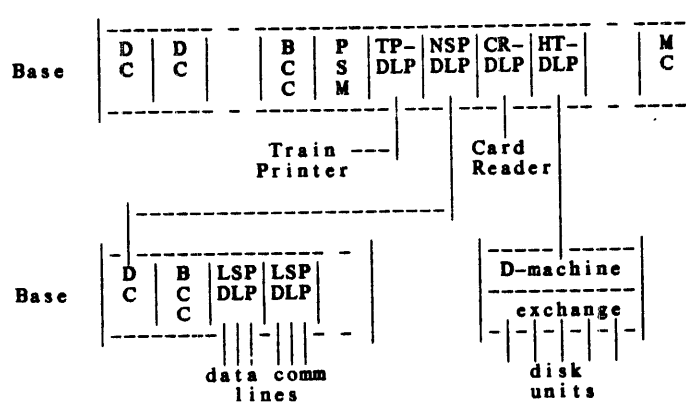 Base D C D C B C C P S M TP-DLP NSP DLP CR-DLP HT-DLP M C
Train Printer
Card Reader
Base D C B C C LSP DLP LSP DLP
D-machine
exchange
data comm
lines
disk
units